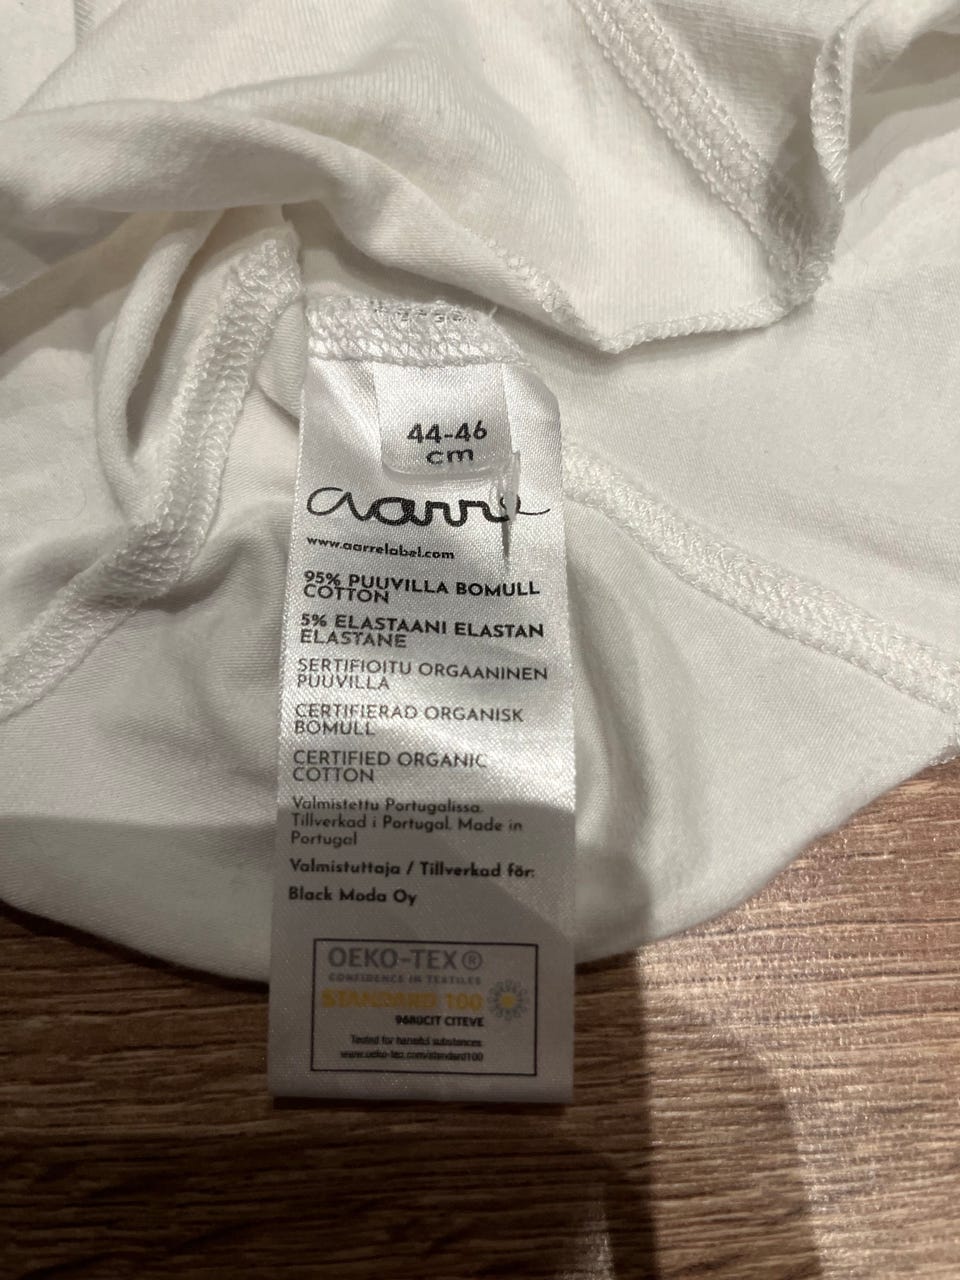 44-46
cm
aarre
www.aarrelabel.com
95% PUUVILLA BOMULL
COTTON
5% ELASTAANI ELASTAN
ELASTANE
SERTIFIOITU ORGAANINEN
PUUVILLA
CERTIFIERAD ORGANISK
BOMULL
CERTIFIED ORGANIC
COTTON
Valmistettu Portugalissa.
Tillverkad i Portugal. Made in
Portugal
Valmistuttaja / Tillverkad för:
Black Moda Oy
OEKO-TEX®
CONFIDENCE IN TEXTILES
STANDARD 100
9680CIT CITEVE
Tested for harmful substances
www.oeko-tex.com/standard100